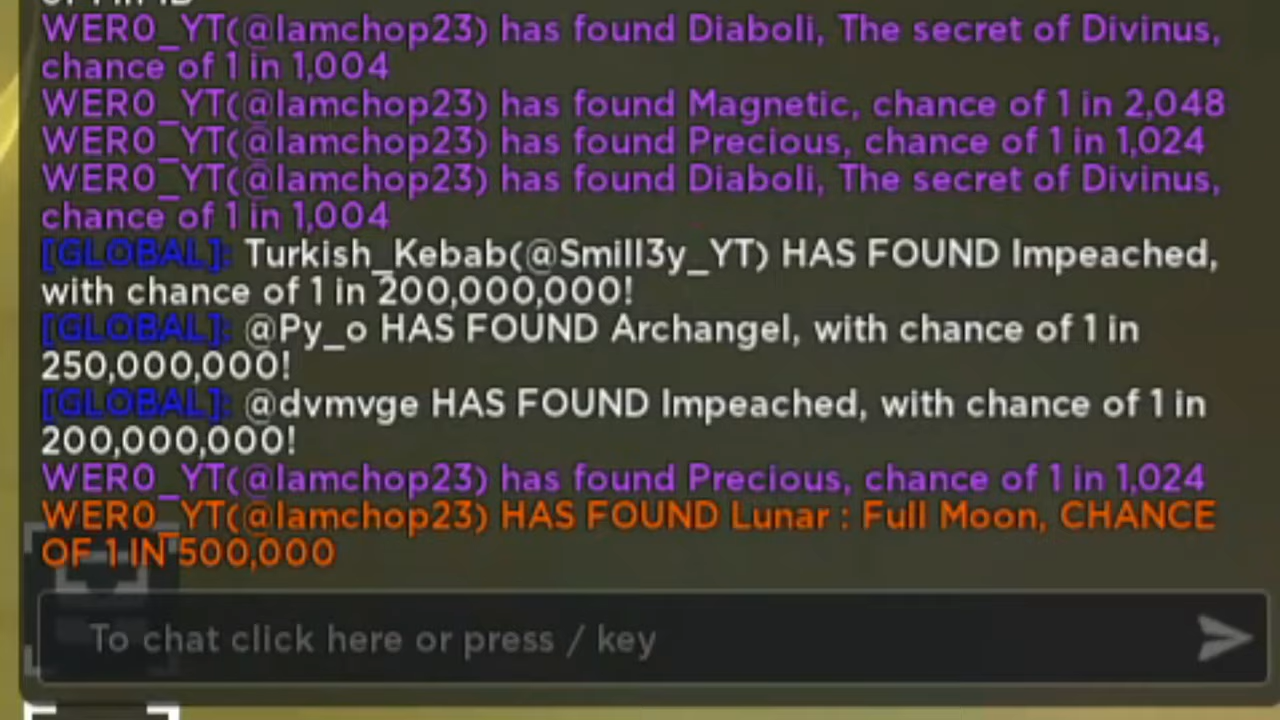 WER0_YT(@lamchop23) has found Diaboli, The secret of Divinus,
chance of 1 in 1,004
WER0_YT(@lamchop23) has found Magnetic, chance of 1 in 2,048
WER0_YT(@lamchop23) has found Precious, chance of 1 in 1,024
WER0_YT(@lamchop23) has found Diaboli, The secret of Divinus,
chance of 1 in 1,004
[GLOBAL]: Turkish_Kebab(@Smill3y_YT) HAS FOUND Impeached,
with chance of 1 in 200,000,000!
[GLOBAL]: @Py_o HAS FOUND Archangel, with chance of 1 in
250,000,000!
[GLOBAL]: @dvmvge HAS FOUND Impeached, with chance of 1 in
200,000,000!
WER0_YT(@lamchop23) has found Precious, chance of 1 in 1,024
WER0_YT(@lamchop23) HAS FOUND Lunar : Full Moon, CHANCE
OF 1 IN 500,000
To chat click here or press / key